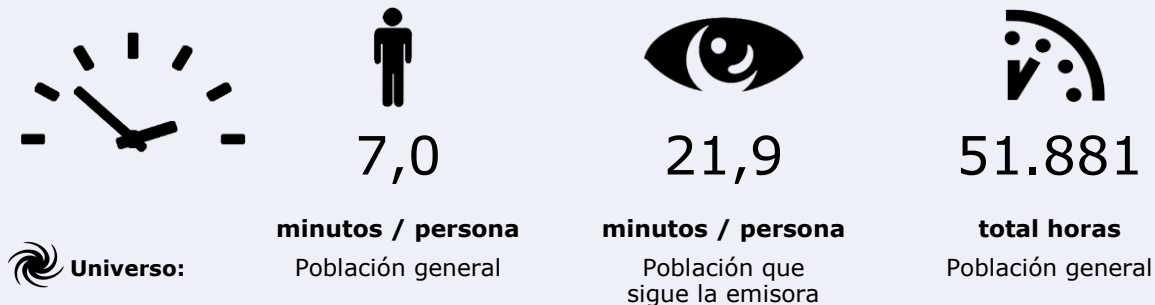 7,0
21,9
51.881
minutos / persona
minutos / persona
total horas
Universo:
Población general
Población que
sigue la emisora
Población general